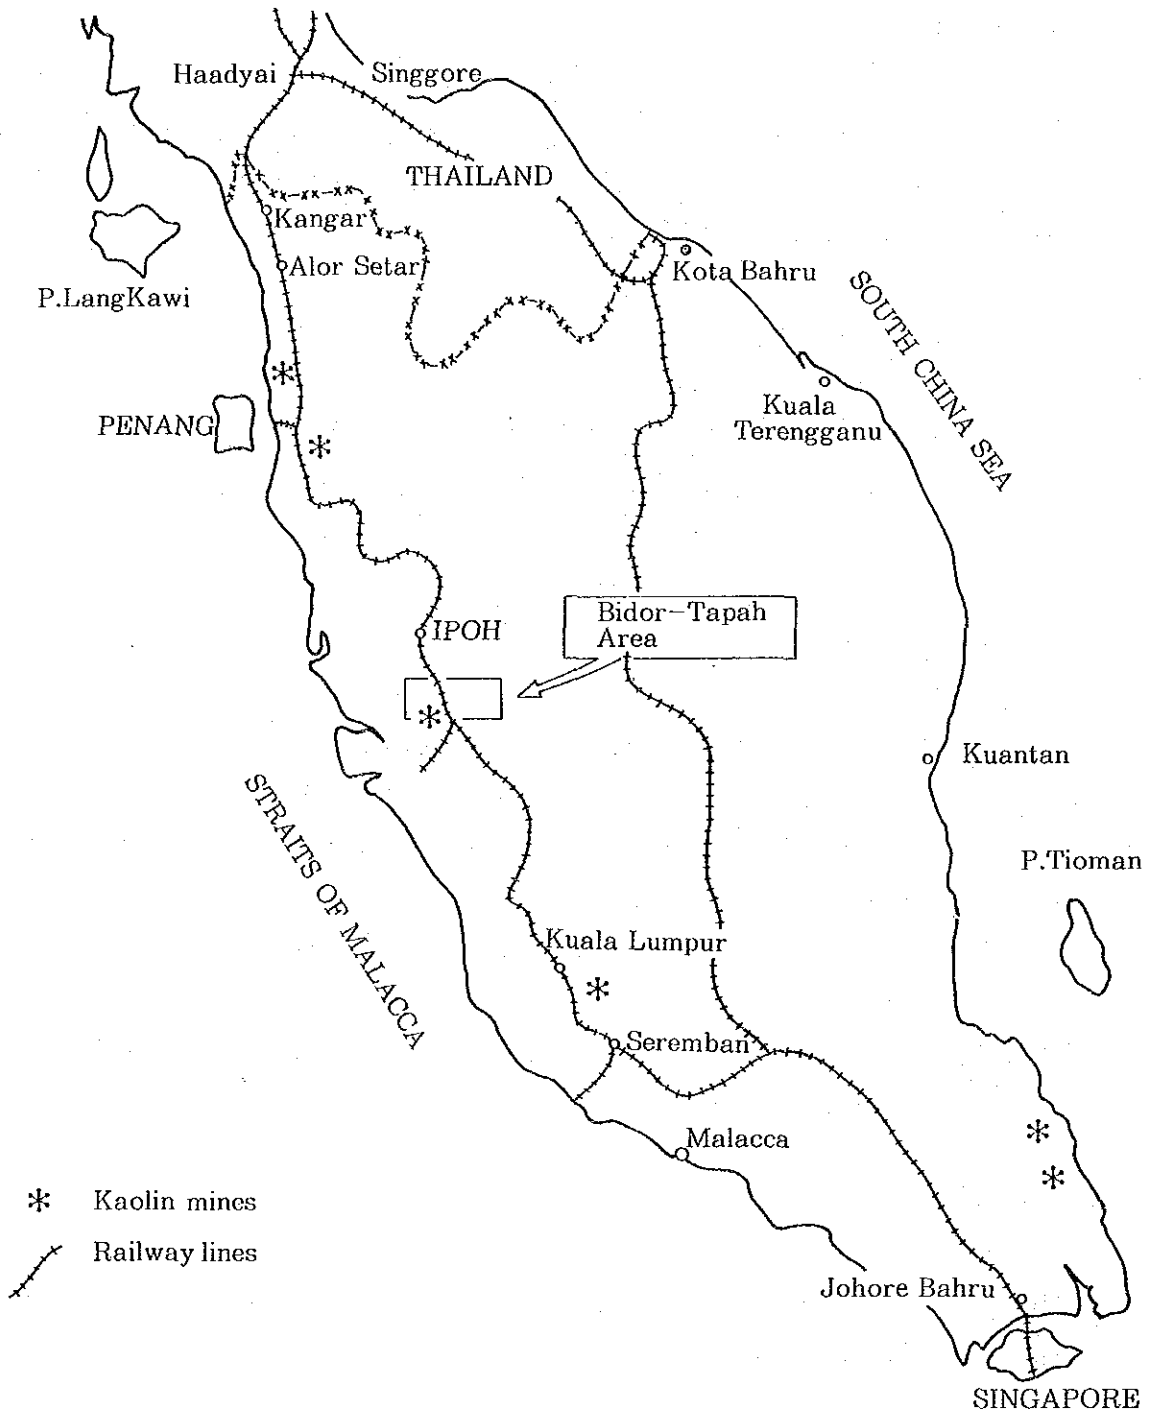 Haadyai
Singgore
THAILAND
Kangar
Alor Setar
P.LangKawi
Kota Bahru
SOUTH CHINA SEA
Kuala
Terengganu
PENANG
Bidor-Tapah
Area
IPOH
Kuantan
STRAITS OF MALACCA
P.Tioman
Kuala Lumpur
Seremban
Malacca
Kaolin mines
Railway lines
Johore Bahru
SINGAPORE